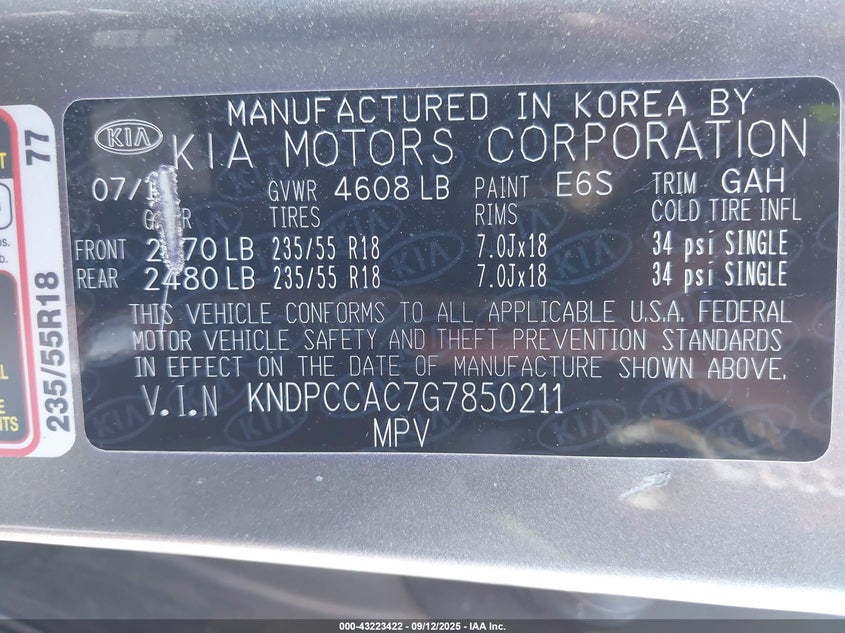 MANUFACTURED IN KOREA BY
KIA KIA MOTORS CORPORATION
GVWR 4608 LB PAINT E6S TRIM GAH
TIRES RIMS COLD TIRE INFL
FRONT LB 235/55 R18 7.0Jx18 34 psi SINGLE
REAR 2480 LB 235/55 R18 7.0Jx18 34 psi SINGLE
THIS VEHICLE CONFORMS TO ALL APPLICABLE U.S.A. FEDERAL
MOTOR VEHICLE SAFETY AND THEFT PREVENTION STANDARDS
IN EFFECT ON THE DATE OF MANUFACTURE SHOWN ABOVE.
V.I.N KNDPCCAC7G7850211
MPV
235/55R18 77
000-43223422 - 09/12/2025 - IAA Inc.